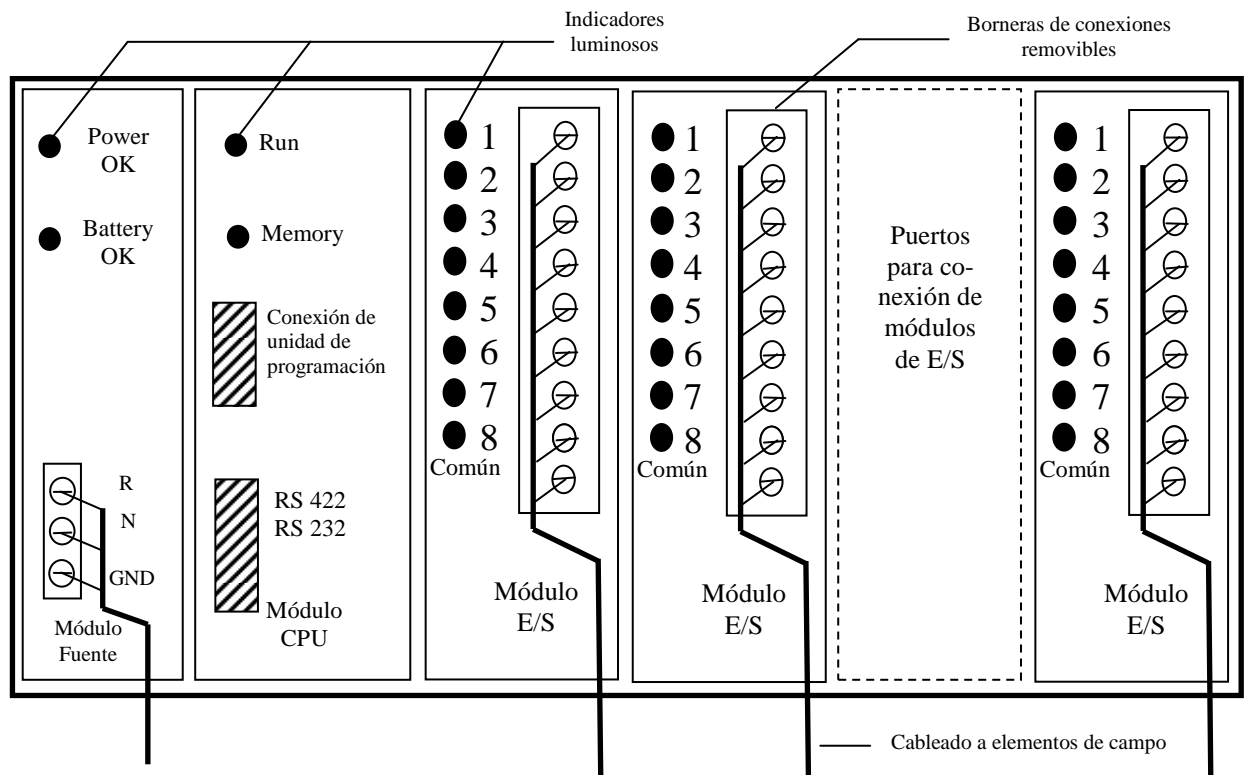 Indicadores
luminosos
Borneras de conexiones
removibles
Power
OK
Battery
OK
R
N
GND
Módulo
Fuente
Run
Memory
Conexión de
unidad de
programación
RS 422
RS 232
Módulo
CPU
1
2
3
4
5
6
7
8
Común
Módulo
E/S
1
2
3
4
5
6
7
8
Común
Módulo
E/S
Puertos
para co-
nexión de
módulos
de E/S
1
2
3
4
5
6
7
8
Común
Módulo
E/S
Cableado a elementos de campo